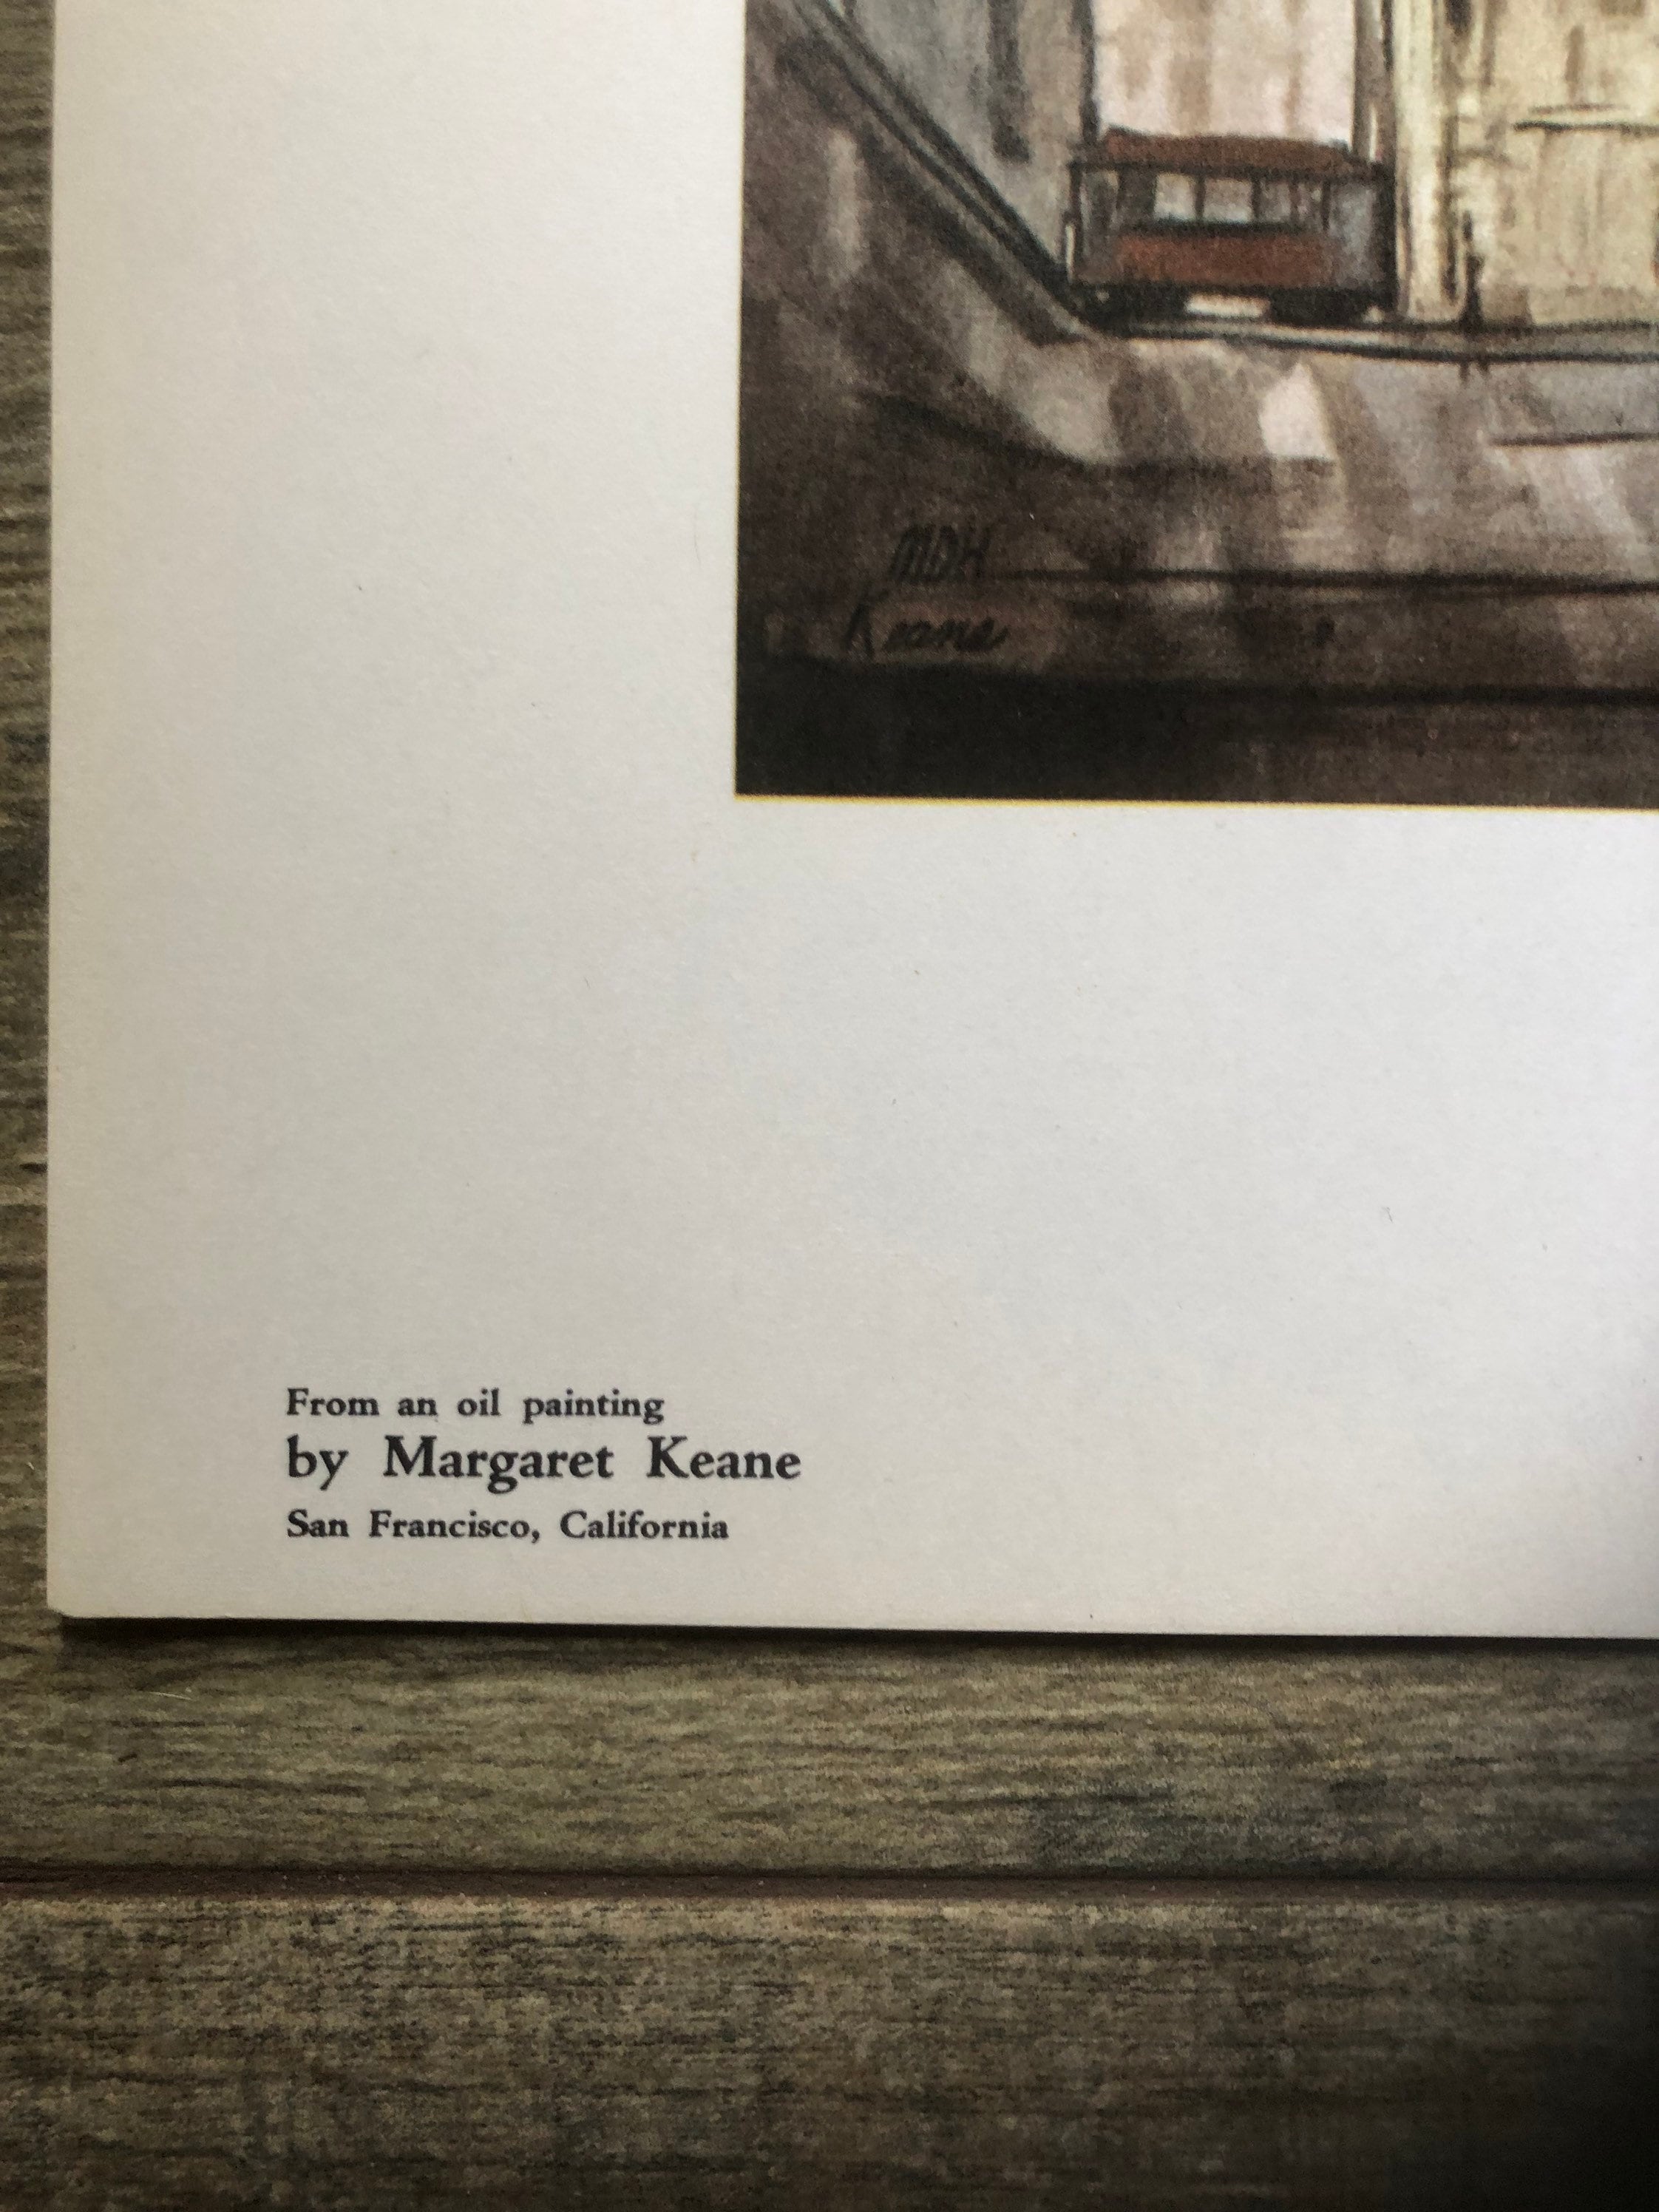 MDH
Keane
From an oil painting
by Margaret Keane
San Francisco, California